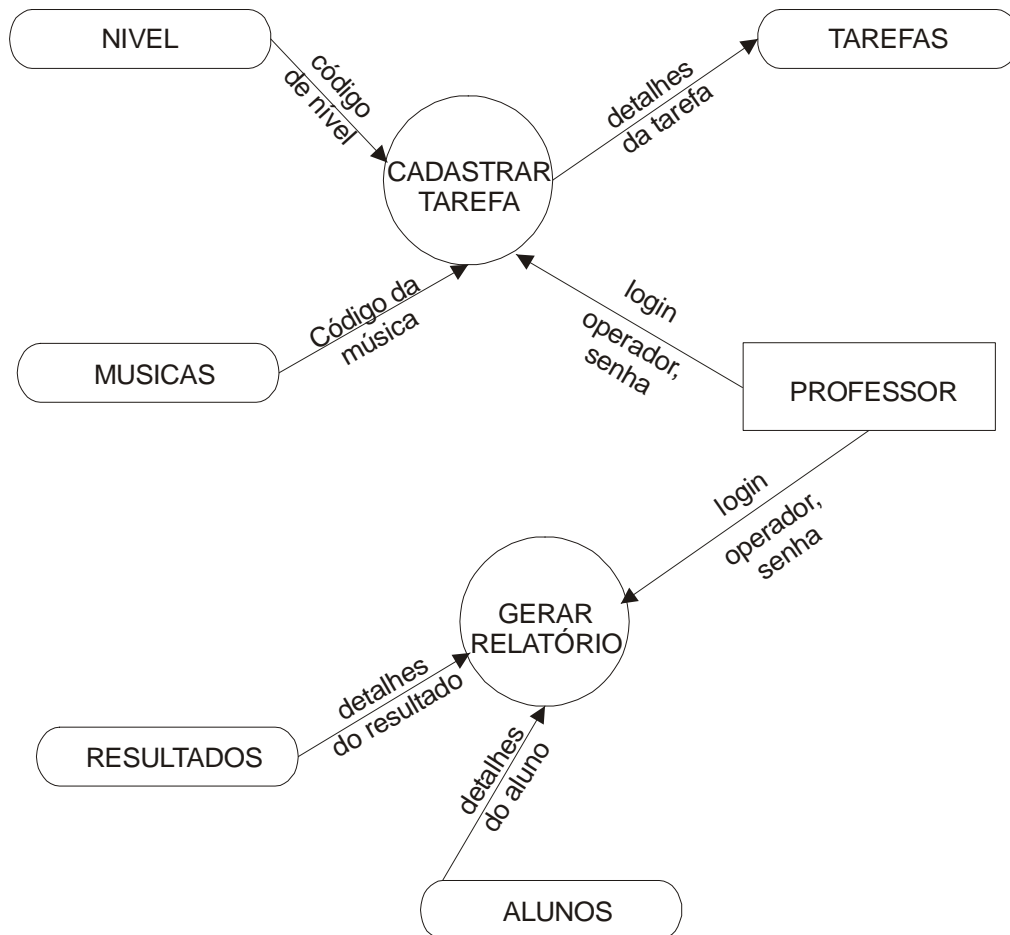 NIVEL
TAREFAS
código
de nível
detalhes
da tarefa
CADASTRAR
TAREFA
Código da
música
login
operador,
senha
MUSICAS
PROFESSOR
login
operador,
senha
GERAR
RELATÓRIO
detalhes
do resultado
RESULTADOS
detalhes
do aluno
ALUNOS